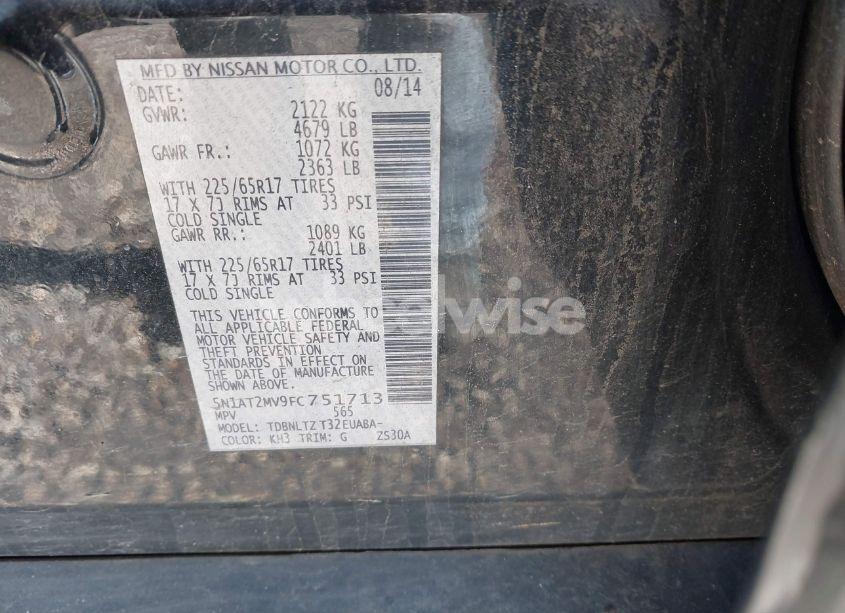 MFD BY NISSAN MOTOR CO., LTD.
DATE: 08/14
GVWR: 2122 KG
4679 LB
GAWR FR.: 1072 KG
2363 LB
WITH 225/65R17 TIRES
17 X 7J RIMS AT 33 PSI
COLD SINGLE
GAWR RR.: 1089 KG
2401 LB
WITH 225/65R17 TIRES
17 X 7J RIMS AT 33 PSI
COLD SINGLE
THIS VEHICLE CONFORMS TO
ALL APPLICABLE FEDERAL
MOTOR VEHICLE SAFETY AND
THEFT PREVENTION
STANDARDS IN EFFECT ON
THE DATE OF MANUFACTURE
SHOWN ABOVE.
5N1AT2MV9FC751713
MPV 565
MODEL: TDBNLTZ T32EUABA-
COLOR: KH3 TRIM: G ZS30A